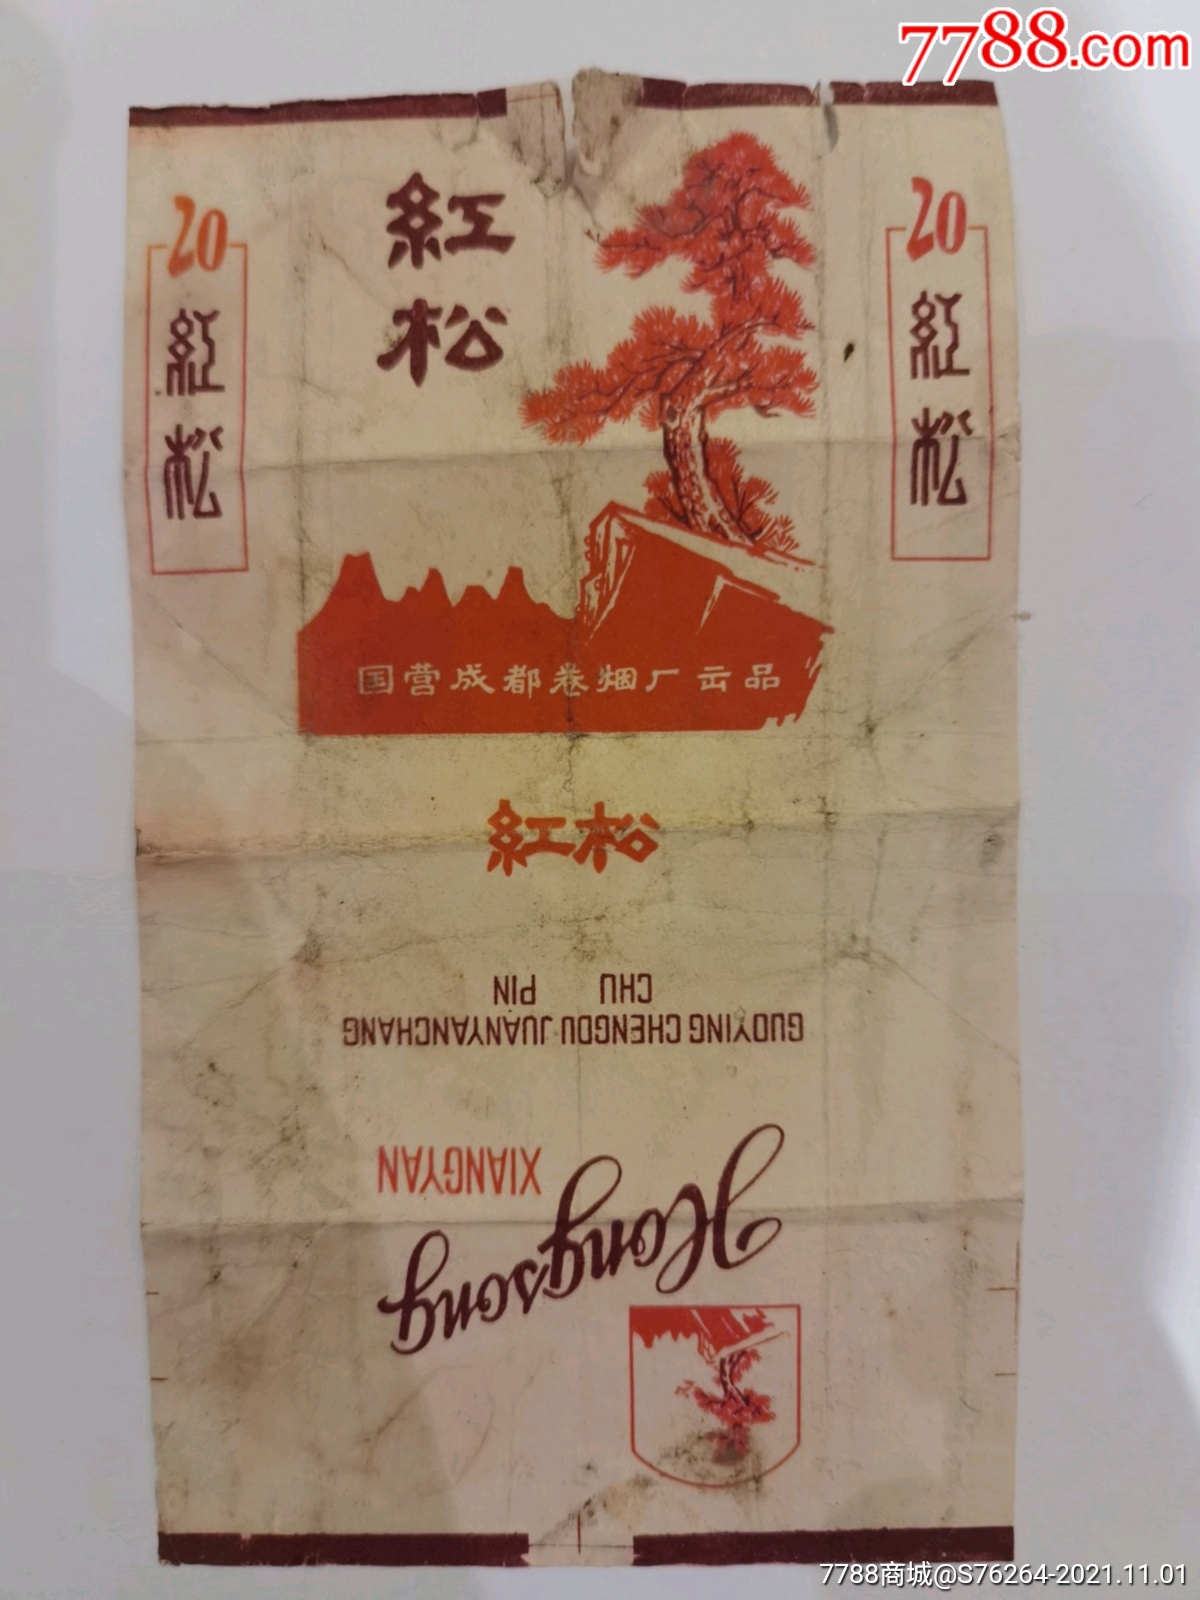 7788.com
20
紅松
紅
松
20
紅松
国营成都卷烟厂出品
紅松
GUOYING CHENGDU JUANYANCHANG
CHU PIN
Hongsong
XIANGYAN
7788商城@S76264-2021.11.01